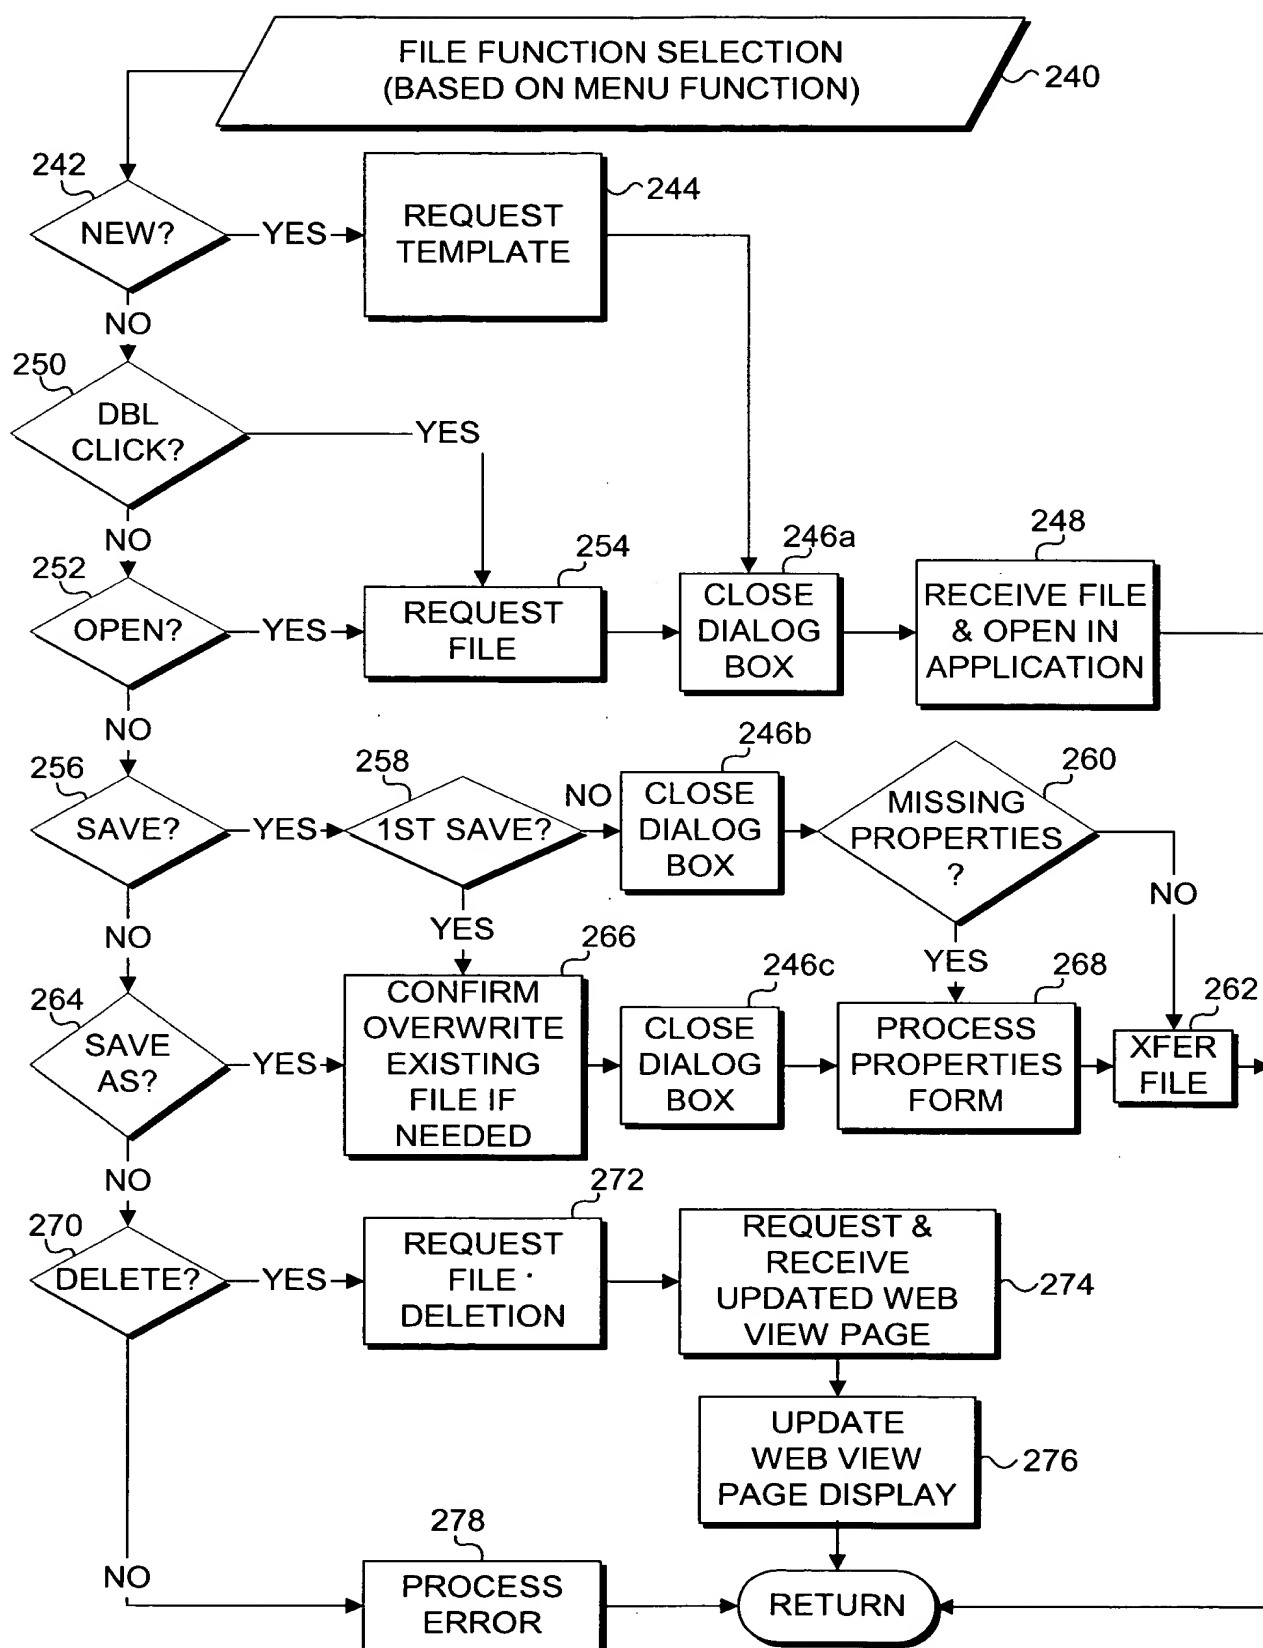 FILE FUNCTION SELECTION
(BASED ON MENU FUNCTION)
240
242
NEW?
YES
REQUEST
TEMPLATE
244
NO
250
DBL
CLICK?
YES
NO
252
OPEN?
YES
254
REQUEST
FILE
246a
CLOSE
DIALOG
BOX
248
RECEIVE FILE
& OPEN IN
APPLICATION
NO
256
SAVE?
YES
258
1ST SAVE?
NO
246b
CLOSE
DIALOG
BOX
260
MISSING
PROPERTIES
?
NO
YES
YES
NO
264
SAVE
AS?
YES
266
CONFIRM
OVERWRITE
EXISTING
FILE IF
NEEDED
246c
CLOSE
DIALOG
BOX
268
PROCESS
PROPERTIES
FORM
262
XFER
FILE
NO
270
DELETE?
YES
272
REQUEST
FILE
DELETION
REQUEST &
RECEIVE
UPDATED WEB
VIEW PAGE
274
UPDATE
WEB VIEW
PAGE DISPLAY
276
NO
278
PROCESS
ERROR
RETURN